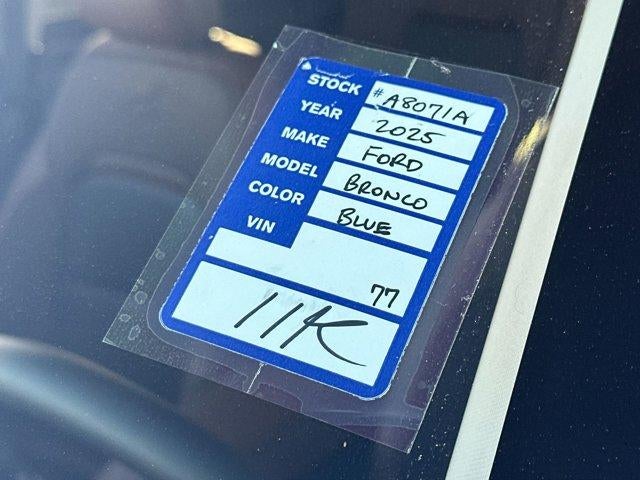 STOCK #A8071A
YEAR 2025
MAKE FORD
MODEL BRONCO
COLOR BLUE
VIN
77
11K